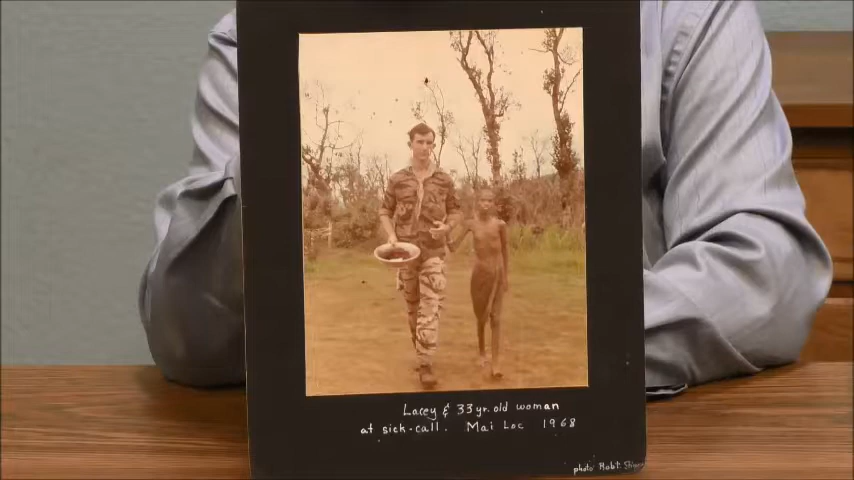 Lacey & 33 yr. old woman
at sick-call. Mai Loc 1968
photo Robt.